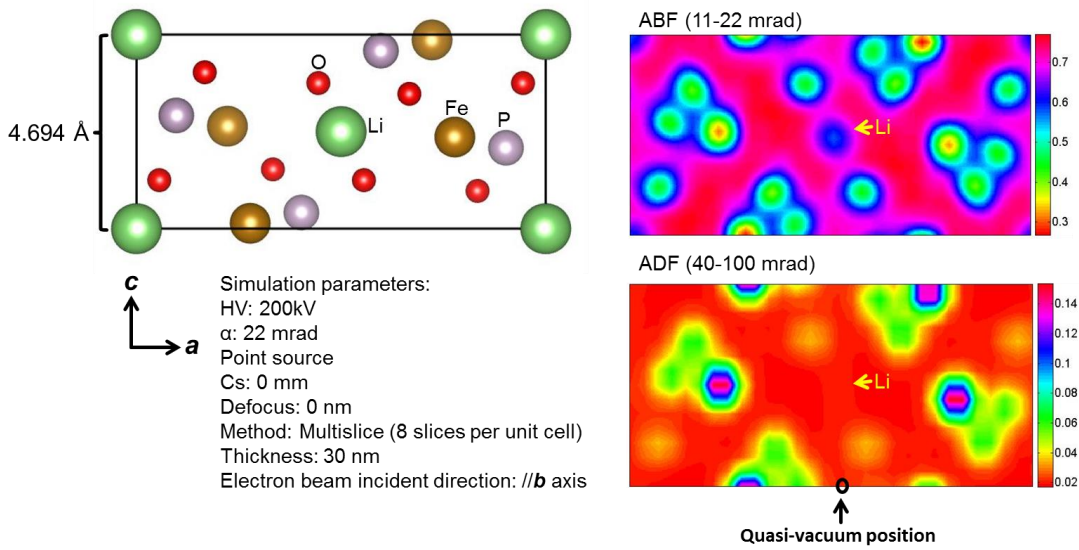 4.694 Å
O
Li
Fe
P
c
a
Simulation parameters:
HV: 200kV
α: 22 mrad
Point source
Cs: 0 mm
Defocus: 0 nm
Method: Multislice (8 slices per unit cell)
Thickness: 30 nm
Electron beam incident direction: //b axis
ABF (11-22 mrad)
Li
0.7
0.6
0.5
0.4
0.3
ADF (40-100 mrad)
Li
0.14
0.12
0.10
0.08
0.06
0.04
0.02
Quasi-vacuum position